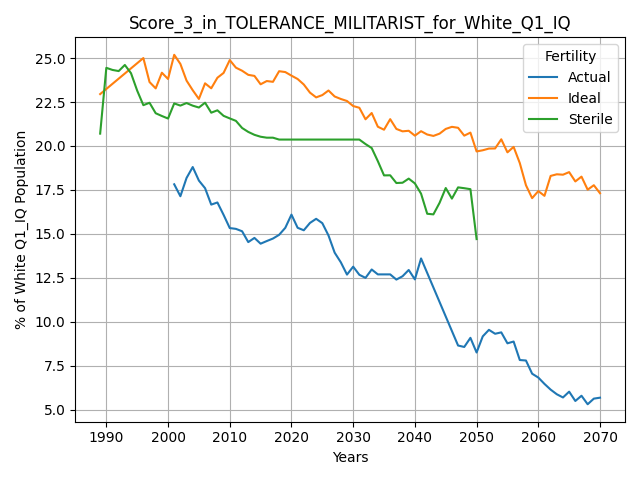 Score_3_in_TOLERANCE_MILITARIST_for_White_Q1_IQ
Fertility
Actual
Ideal
Sterile
% of White Q1_IQ Population
25.0
22.5
20.0
17.5
15.0
12.5
10.0
7.5
5.0
1990 2000 2010 2020 2030 2040 2050 2060 2070
Years